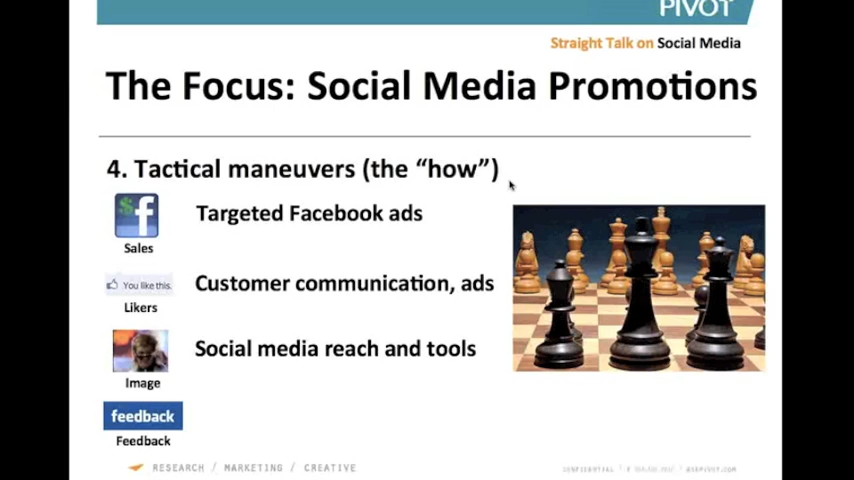 PIVOT
Straight Talk on Social Media
The Focus: Social Media Promotions
4. Tactical maneuvers (the “how”)
Targeted Facebook ads
Sales
Customer communication, ads
You like this.
Likers
Social media reach and tools
Image
feedback
Feedback
RESEARCH / MARKETING / CREATIVE
CONFIDENTIAL